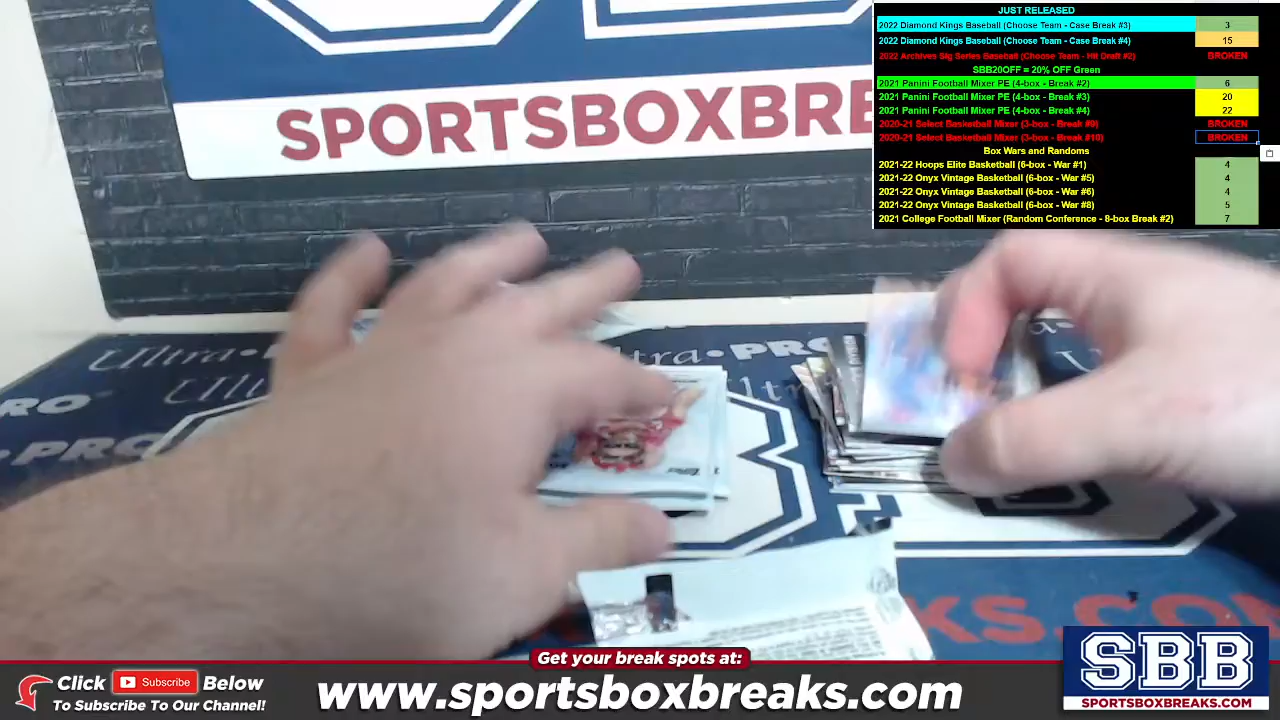 JUST RELEASED
2022 Diamond Kings Baseball (Choose Team - Case Break #3) 3
2022 Diamond Kings Baseball (Choose Team - Case Break #4) 15
2022 Archives Sig Series Baseball (Choose Team - Hit Draft #2) BROKEN
SBB20OFF = 20% OFF Green
2021 Panini Football Mixer PE (4-box - Break #2) 6
2021 Panini Football Mixer PE (4-box - Break #3) 20
2021 Panini Football Mixer PE (4-box - Break #4) 22
2020-21 Select Basketball Mixer (3-box - Break #9) BROKEN
2020-21 Select Basketball Mixer (3-box - Break #10) BROKEN
Box Wars and Randoms
2021-22 Hoops Elite Basketball (6-box - War #1) 4
2021-22 Onyx Vintage Basketball (6-box - War #5) 4
2021-22 Onyx Vintage Basketball (6-box - War #6) 4
2021-22 Onyx Vintage Basketball (6-box - War #8) 5
2021 College Football Mixer (Random Conference - 8-box Break #2) 7
SPORTSBOXBRE
Ultra
ltra • PRO
RO
PRO
KS.COM
Get your break spots at:
Click Subscribe Below
To Subscribe To Our Channel!
www.sportsboxbreaks.com
SBB
SPORTSBOXBREAKS.COM